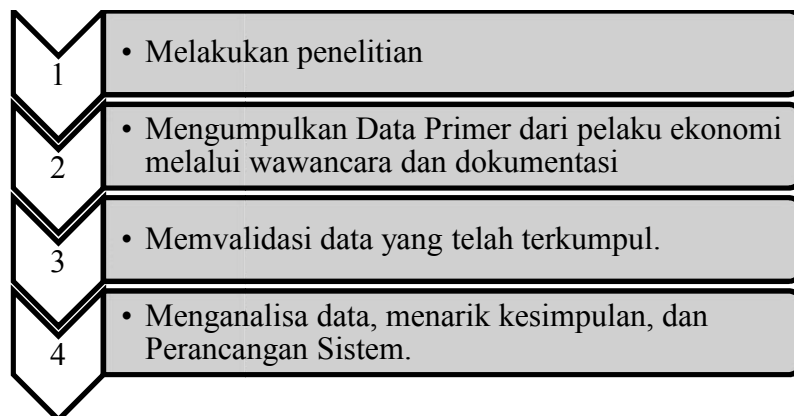 1
• Melakukan penelitian
2
• Mengumpulkan Data Primer dari pelaku ekonomi
melalui wawancara dan dokumentasi
3
• Memvalidasi data yang telah terkumpul.
4
• Menganalisa data, menarik kesimpulan, dan
Perancangan Sistem.